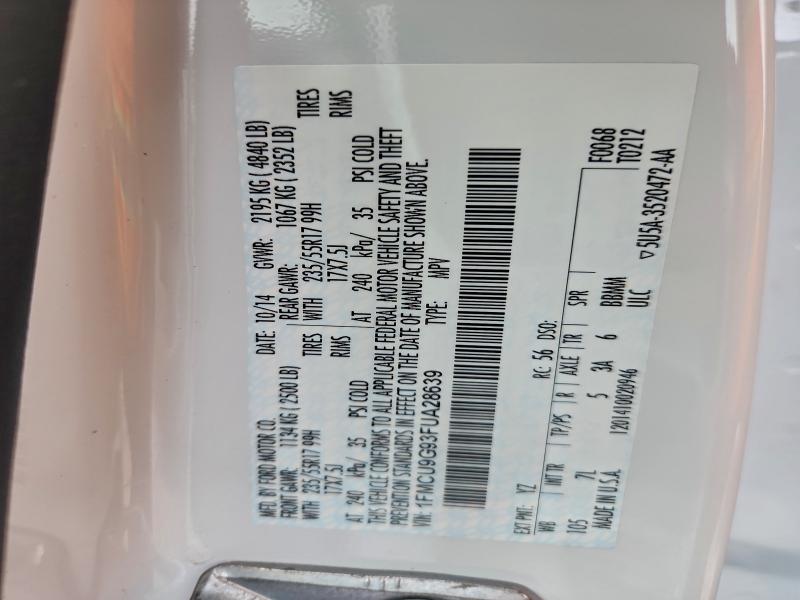 MFD. BY FORD MOTOR CO. DATE: 10/14 GVWR: 2195 KG ( 4840 LB)
FRONT GAWR: 1134 KG ( 2500 LB) REAR GAWR: 1067 KG ( 2352 LB)
WITH 235/55R17 99H TIRES WITH 235/55R17 99H TIRES
17X7.5J RIMS 17X7.5J RIMS
AT 240 kPa/ 35 PSI COLD AT 240 kPa/ 35 PSI COLD
THIS VEHICLE CONFORMS TO ALL APPLICABLE FEDERAL MOTOR VEHICLE SAFETY AND THEFT
PREVENTION STANDARDS IN EFFECT ON THE DATE OF MANUFACTURE SHOWN ABOVE.
VIN: 1FMCU9G93FUA28639 TYPE: MPV
F0068
T0212
EXT PNT: YZ RC: 56 DSO:
WB MTTR TP/PS R AXLE TR SPR
105 7L 5 3A 6 BBMM
MADE IN U.S.A. 1201410020946 ULC
▽5U5A-3520472-AA